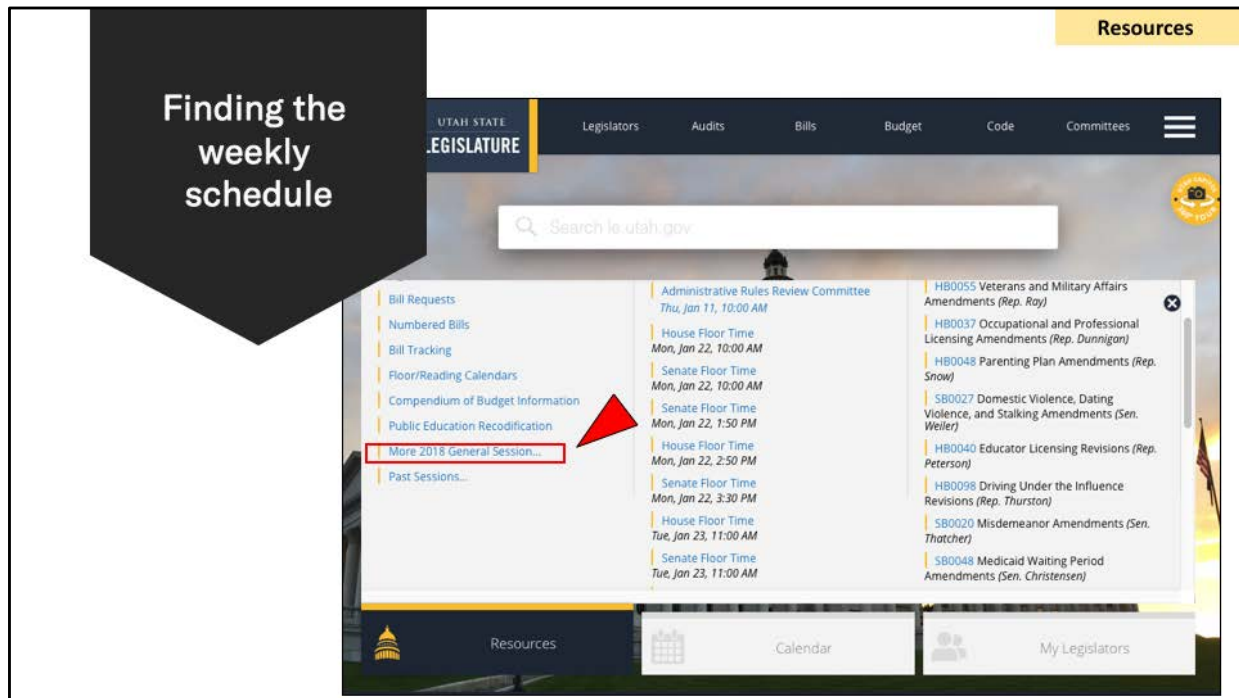 Resources
Finding the
weekly
schedule
UTAH STATE
LEGISLATURE
Legislators
Audits
Bills
Budget
Code
Committees
Search le.utah.gov
Bill Requests
Numbered Bills
Bill Tracking
Floor/Reading Calendars
Compendium of Budget Information
Public Education Recodification
More 2018 General Session...
Past Sessions...
Administrative Rules Review Committee
Thu, Jan 11, 10:00 AM
House Floor Time
Mon, Jan 22, 10:00 AM
Senate Floor Time
Mon, Jan 22, 10:00 AM
Senate Floor Time
Mon, Jan 22, 1:50 PM
House Floor Time
Mon, Jan 22, 2:50 PM
Senate Floor Time
Mon, Jan 22, 3:30 PM
House Floor Time
Tue, Jan 23, 11:00 AM
Senate Floor Time
Tue, Jan 23, 11:00 AM
HB0055 Veterans and Military Affairs
Amendments (Rep. Ray)
HB0037 Occupational and Professional
Licensing Amendments (Rep. Dunnigan)
HB0048 Parenting Plan Amendments (Rep.
Snow)
SB0027 Domestic Violence, Dating
Violence, and Stalking Amendments (Sen.
Weiler)
HB0040 Educator Licensing Revisions (Rep.
Peterson)
HB0098 Driving Under the Influence
Revisions (Rep. Thurston)
SB0020 Misdemeanor Amendments (Sen.
Thatcher)
SB0048 Medicaid Waiting Period
Amendments (Sen. Christensen)
Resources
Calendar
My Legislators